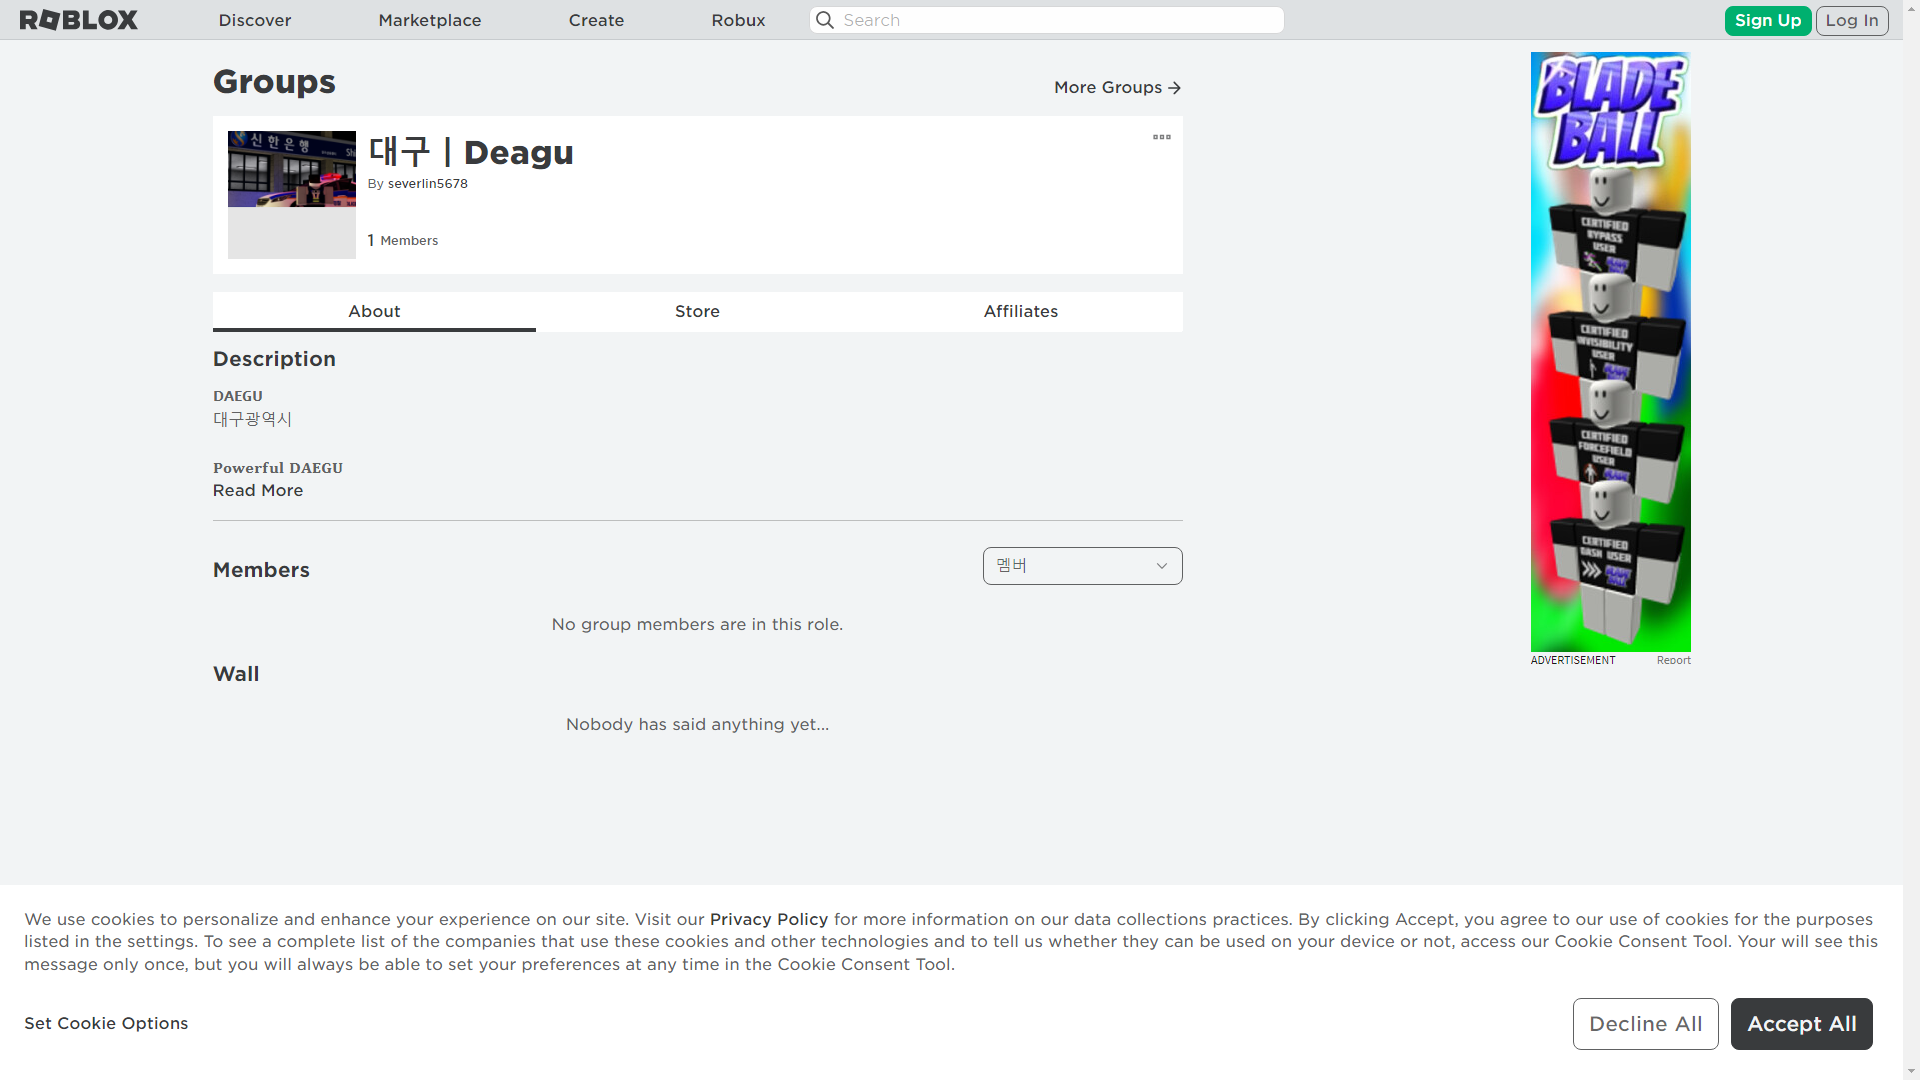 ROBLOX
Discover
Marketplace
Create
Robux
Search
Sign Up
Log In
Groups
More Groups
신한은행
Shi
대구 | Deagu
By severlin5678
1 Members
About
Store
Affiliates
Description
DAEGU
대구광역시
Powerful DAEGU
Read More
Members
멤버
No group members are in this role.
Wall
Nobody has said anything yet...
BLADE
BALL
CERTIFIED
BYPASS
USER
BLADE
BALL
CERTIFIED
INVISIBILITY
USER
BLADE
BALL
CERTIFIED
FORCEFIELD
USER
BLADE
BALL
CERTIFIED
DASH USER
BLADE
BALL
ADVERTISEMENT
Report
We use cookies to personalize and enhance your experience on our site. Visit our Privacy Policy for more information on our data collections practices. By clicking Accept, you agree to our use of cookies for the purposes
listed in the settings. To see a complete list of the companies that use these cookies and other technologies and to tell us whether they can be used on your device or not, access our Cookie Consent Tool. Your will see this
message only once, but you will always be able to set your preferences at any time in the Cookie Consent Tool.
Set Cookie Options
Decline All
Accept All